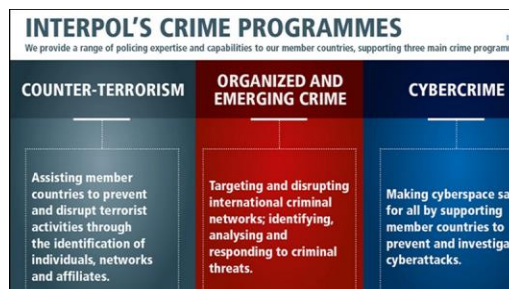 INTERPOL'S CRIME PROGRAMMES
We provide a range of policing expertise and capabilities to our member countries, supporting three main crime
COUNTER-TERRORISM
ORGANIZED AND
EMERGING CRIME
CYBERCRIME
Assisting member
countries to prevent
and disrupt terrorist
activities through
the identification of
individuals, networks
and affiliates.
Targeting and disrupting
international criminal
networks; identifying,
analysing and
responding to criminal
threats.
Making cyberspace
for all by supporting
member countries to
prevent and
cyberattacks.